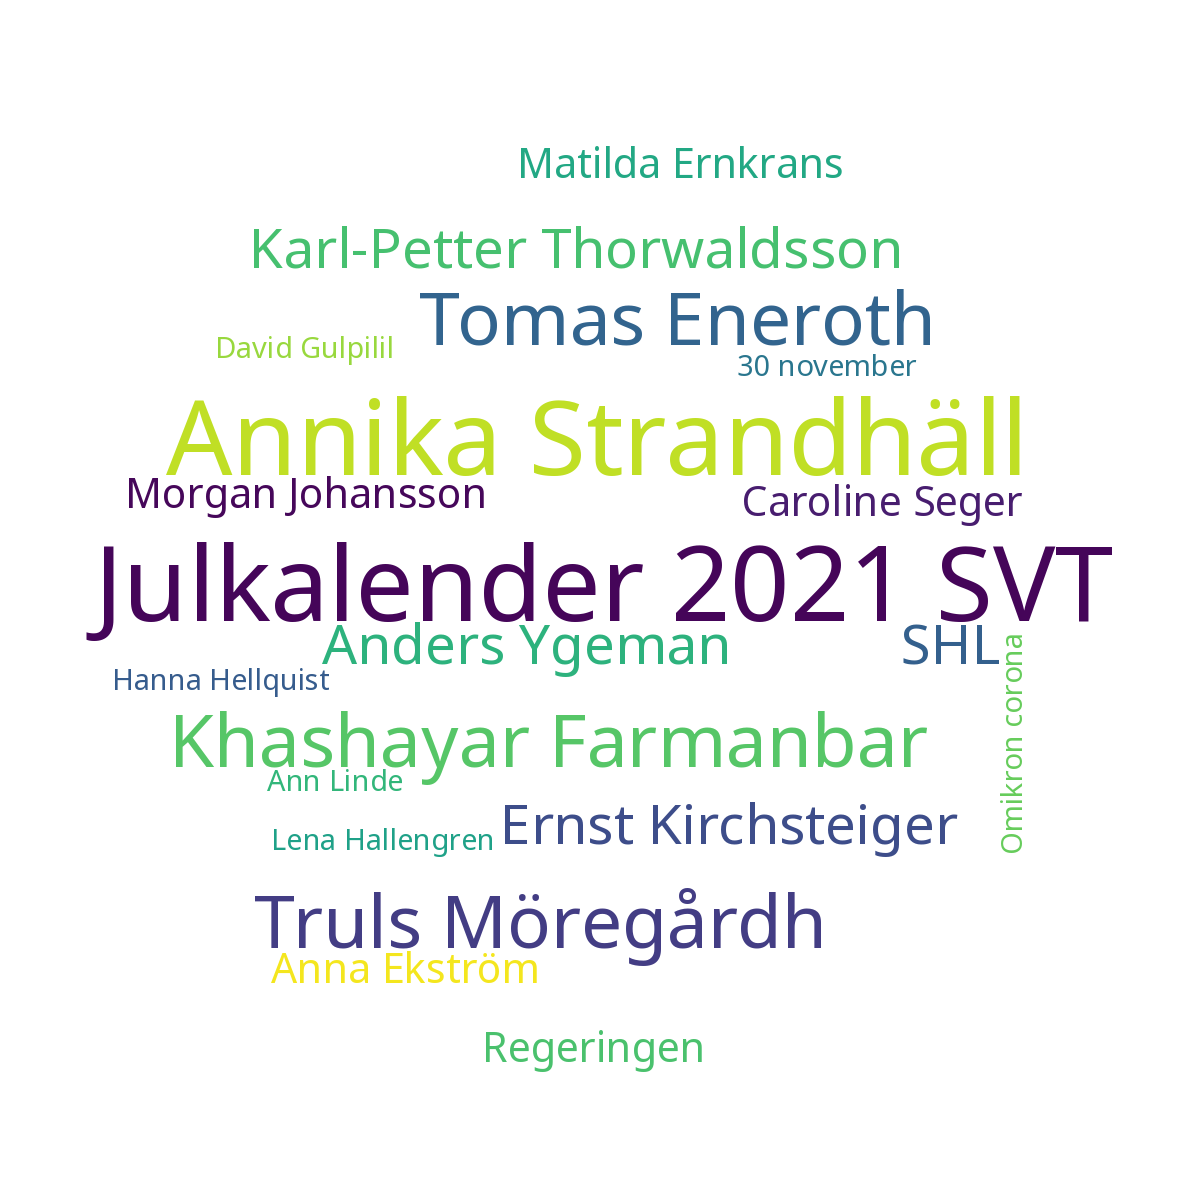 Matilda Ernkrans
Karl-Petter Thorwaldsson
Tomas Eneroth
David Gulpilil
30 november
Annika Strandhäll
Morgan Johansson
Caroline Seger
Julkalender 2021 SVT
Anders Ygeman
SHL
Omikron corona
Hanna Hellquist
Khashayar Farmanbar
Ann Linde
Ernst Kirchsteiger
Lena Hallengren
Truls Möregårdh
Anna Ekström
Regeringen